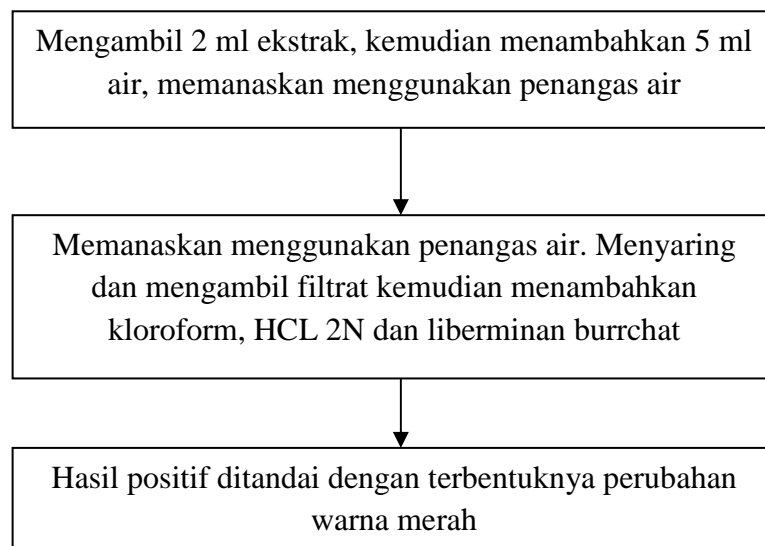 Mengambil 2 ml ekstrak, kemudian menambahkan 5 ml
air, memanaskan menggunakan penangas air
Memanaskan menggunakan penangas air. Menyaring
dan mengambil filtrat kemudian menambahkan
kloroform, HCL 2N dan liberminan burrchat
Hasil positif ditandai dengan terbentuknya perubahan
warna merah